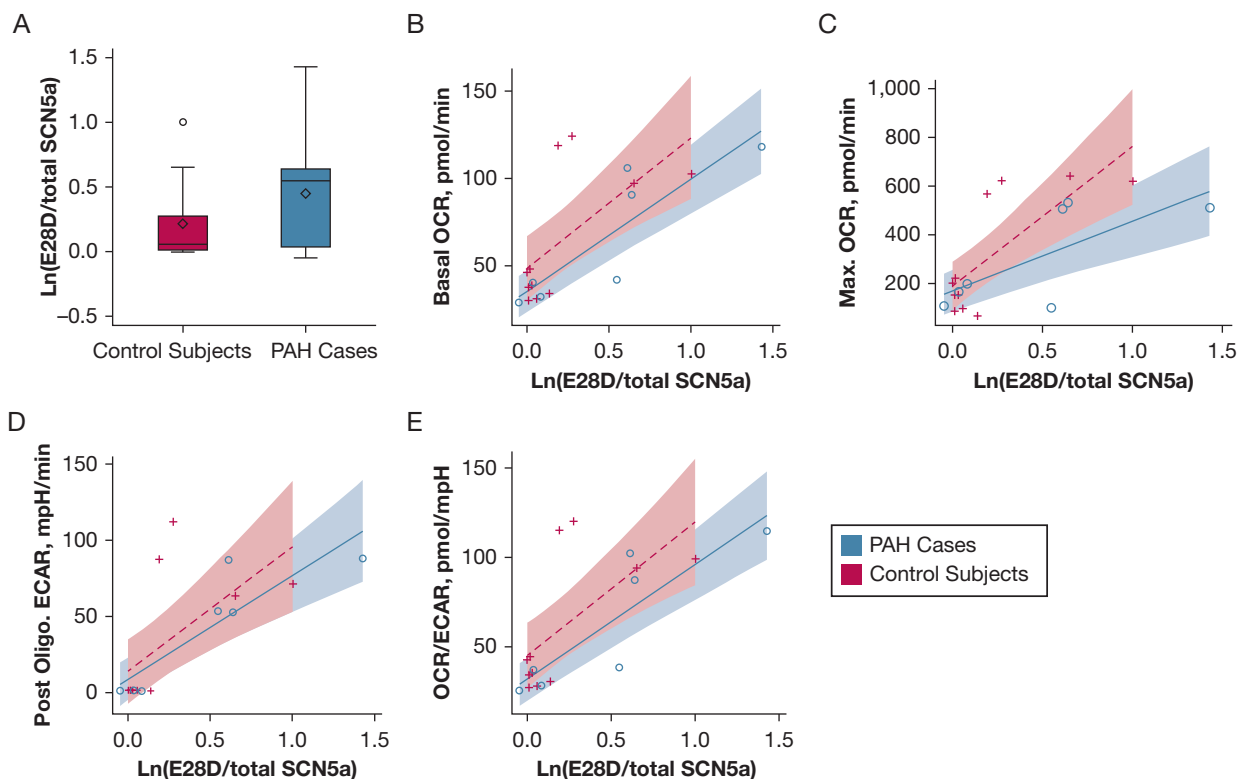 A
Ln(E28D/total SCN5a)
1.5
1.0
0.5
0.0
–0.5
Control Subjects
PAH Cases
B
Basal OCR, pmol/min
150
100
50
0.0
0.5
1.0
1.5
Ln(E28D/total SCN5a)
C
Max. OCR, pmol/min
1,000
800
600
400
200
0.0
0.5
1.0
1.5
Ln(E28D/total SCN5a)
D
Post Oligo. ECAR, mpH/min
150
100
50
0
0.0
0.5
1.0
1.5
Ln(E28D/total SCN5a)
E
OCR/ECAR, pmol/mpH
150
100
50
0.0
0.5
1.0
1.5
Ln(E28D/total SCN5a)
PAH Cases
Control Subjects